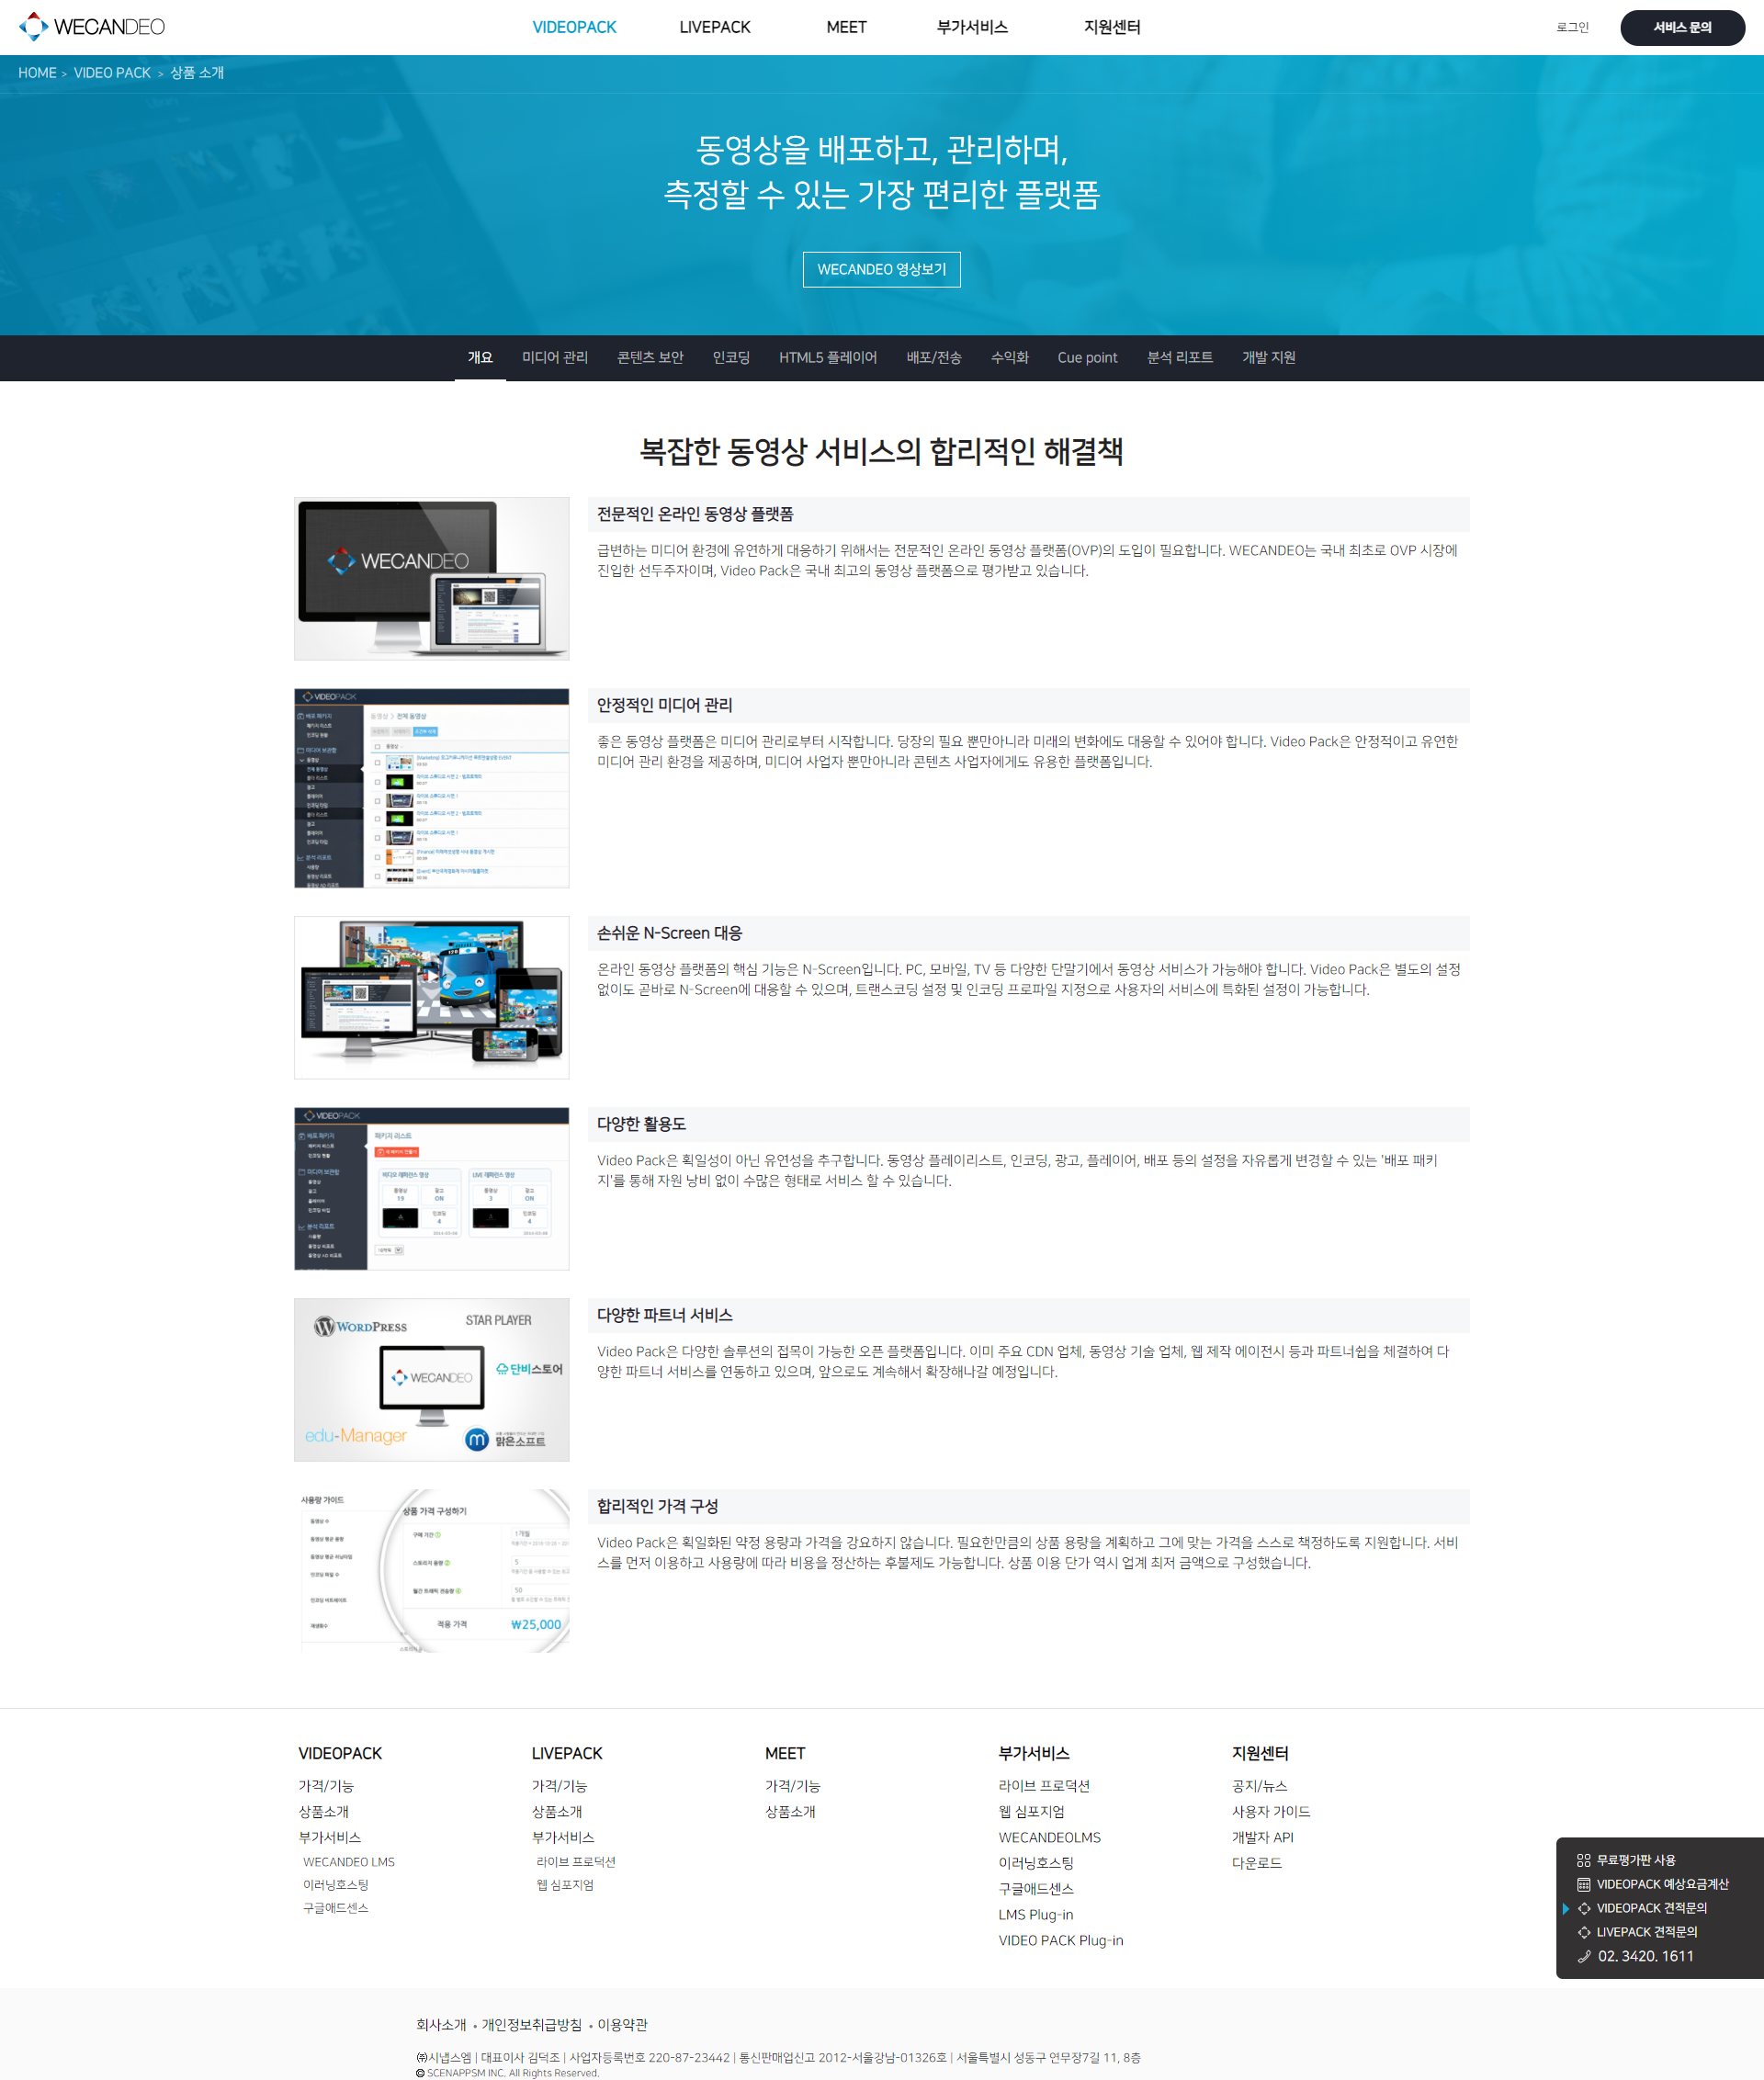 WECANDEO
VIDEOPACK
LIVEPACK
MEET
부가서비스
지원센터
로그인
서비스 문의
HOME > VIDEO PACK > 상품 소개
동영상을 배포하고, 관리하며,
측정할 수 있는 가장 편리한 플랫폼
WECANDEO 영상보기
개요
미디어 관리
콘텐츠 보안
인코딩
HTML5 플레이어
배포/전송
수익화
Cue point
분석 리포트
개발 지원
복잡한 동영상 서비스의 합리적인 해결책
WECANDEO
전문적인 온라인 동영상 플랫폼
급변하는 미디어 환경에 유연하게 대응하기 위해서는 전문적인 온라인 동영상 플랫폼(OVP)의 도입이 필요합니다. WECANDEO는 국내 최초로 OVP 시장에
진입한 선두주자이며, Video Pack은 국내 최고의 동영상 플랫폼으로 평가받고 있습니다.
VIDEOPACK
동영상 > 전체 동영상
안정적인 미디어 관리
좋은 동영상 플랫폼은 미디어 관리로부터 시작합니다. 당장의 필요 뿐만아니라 미래의 변화에도 대응할 수 있어야 합니다. Video Pack은 안정적이고 유연한
미디어 관리 환경을 제공하며, 미디어 사업자 뿐만아니라 콘텐츠 사업자에게도 유용한 플랫폼입니다.
손쉬운 N-Screen 대응
온라인 동영상 플랫폼의 핵심 기능은 N-Screen입니다. PC, 모바일, TV 등 다양한 단말기에서 동영상 서비스가 가능해야 합니다. Video Pack은 별도의 설정
없이도 곧바로 N-Screen에 대응할 수 있으며, 트랜스코딩 설정 및 인코딩 프로파일 지정으로 사용자의 서비스에 특화된 설정이 가능합니다.
VIDEOPACK
패키지 리스트
다양한 활용도
Video Pack은 획일성이 아닌 유연성을 추구합니다. 동영상 플레이리스트, 인코딩, 광고, 플레이어, 배포 등의 설정을 자유롭게 변경할 수 있는 '배포 패키
지'를 통해 자원 낭비 없이 수많은 형태로 서비스 할 수 있습니다.
WORDPRESS
STAR PLAYER
WECANDEO
단비스토어
edu-Manager
맑은소프트
다양한 파트너 서비스
Video Pack은 다양한 솔루션의 접목이 가능한 오픈 플랫폼입니다. 이미 주요 CDN 업체, 동영상 기술 업체, 웹 제작 에이전시 등과 파트너쉽을 체결하여 다
양한 파트너 서비스를 연동하고 있으며, 앞으로도 계속해서 확장해나갈 예정입니다.
사용량 가이드
상품 가격 구성하기
구매 기간
1개월
스토리지 용량
5
월간 트래픽 전송량
50
적용 가격
₩25,000
합리적인 가격 구성
Video Pack은 획일화된 약정 용량과 가격을 강요하지 않습니다. 필요한만큼의 상품 용량을 계획하고 그에 맞는 가격을 스스로 책정하도록 지원합니다. 서비
스를 먼저 이용하고 사용량에 따라 비용을 정산하는 후불제도 가능합니다. 상품 이용 단가 역시 업계 최저 금액으로 구성했습니다.
VIDEOPACK
가격/기능
상품소개
부가서비스
WECANDEO LMS
이러닝호스팅
구글애드센스
LIVEPACK
가격/기능
상품소개
부가서비스
라이브 프로덕션
웹 심포지엄
MEET
가격/기능
상품소개
부가서비스
라이브 프로덕션
웹 심포지엄
WECANDEOLMS
이러닝호스팅
구글애드센스
LMS Plug-in
VIDEO PACK Plug-in
지원센터
공지/뉴스
사용자 가이드
개발자 API
다운로드
무료평가판 사용
VIDEOPACK 예상요금계산
VIDEOPACK 견적문의
LIVEPACK 견적문의
02. 3420. 1611
회사소개 • 개인정보취급방침 • 이용약관
㈜시냅스엠 | 대표이사 김덕조 | 사업자등록번호 220-87-23442 | 통신판매업신고 2012-서울강남-01326호 | 서울특별시 성동구 연무장7길 11, 8층
© SCENAPPSM INC. All Rights Reserved.